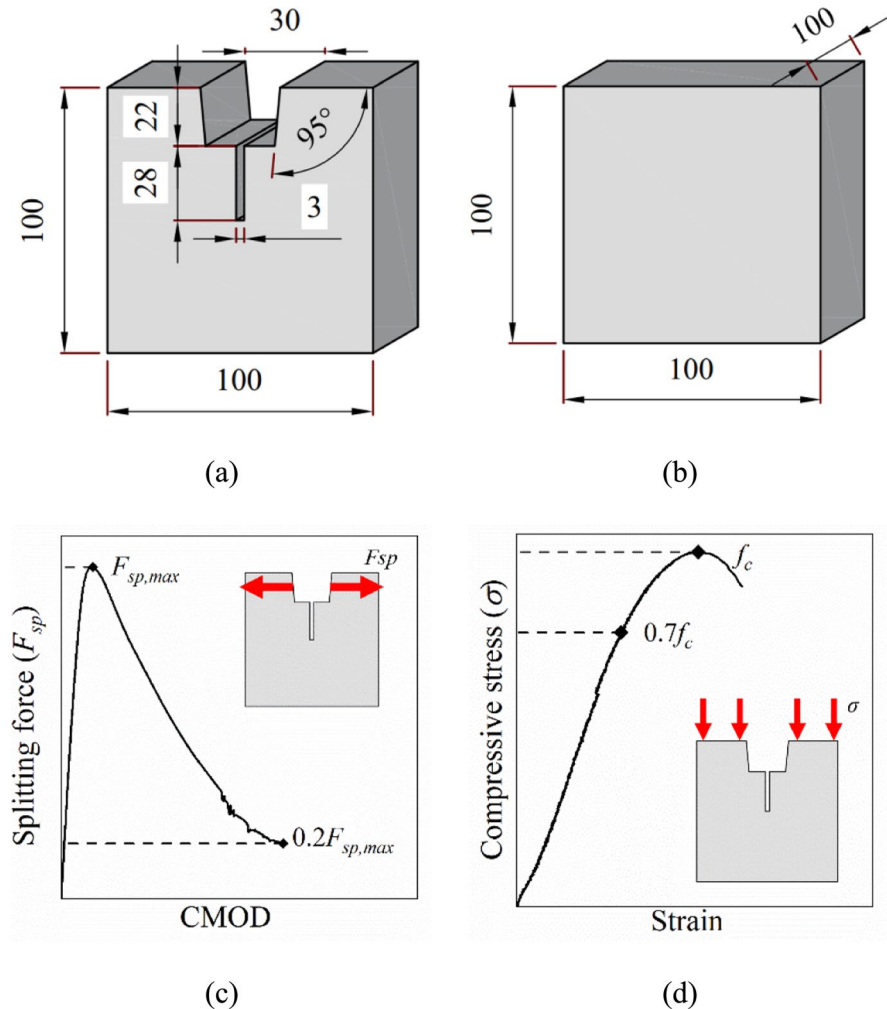 30
22
28
95°
3
100
100
(a)
100
100
100
(b)
Splitting force (F_sp)
F_sp,max
Fsp
0.2F_sp,max
CMOD
(c)
Compressive stress (σ)
f_c
0.7f_c
σ
Strain
(d)